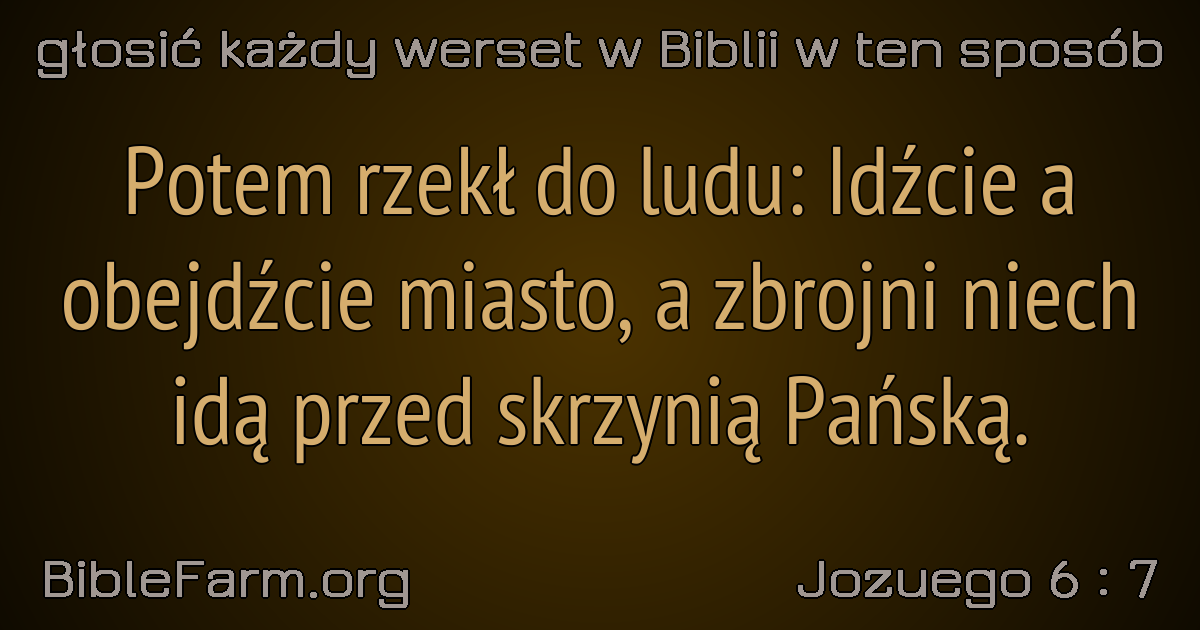 głosić każdy werset w Biblii w ten sposób
Potem rzekł do ludu: Idźcie a
obejdźcie miasto, a zbrojni niech
idą przed skrzynią Pańską.
BibleFarm.org
Jozuego 6 : 7